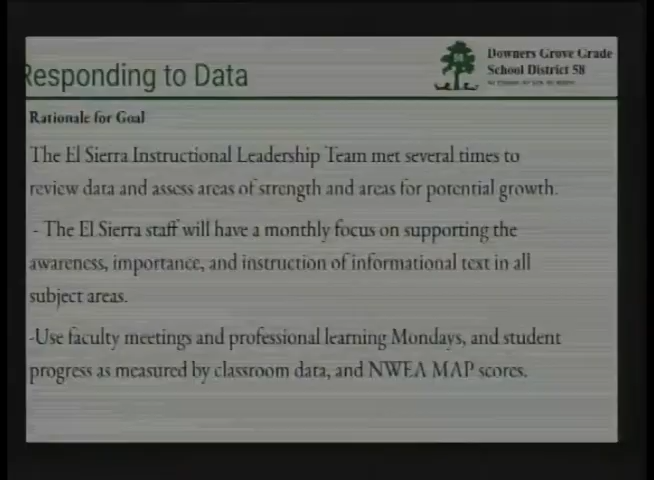 Responding to Data
Downers Grove Grade
School District 58
Rationale for Goal
The El Sierra Instructional Leadership Team met several times to
review data and assess areas of strength and areas for potential growth.
- The El Sierra staff will have a monthly focus on supporting the
awareness, importance, and instruction of informational text in all
subject areas.
-Use faculty meetings and professional learning Mondays, and student
progress as measured by classroom data, and NWEA MAP scores.